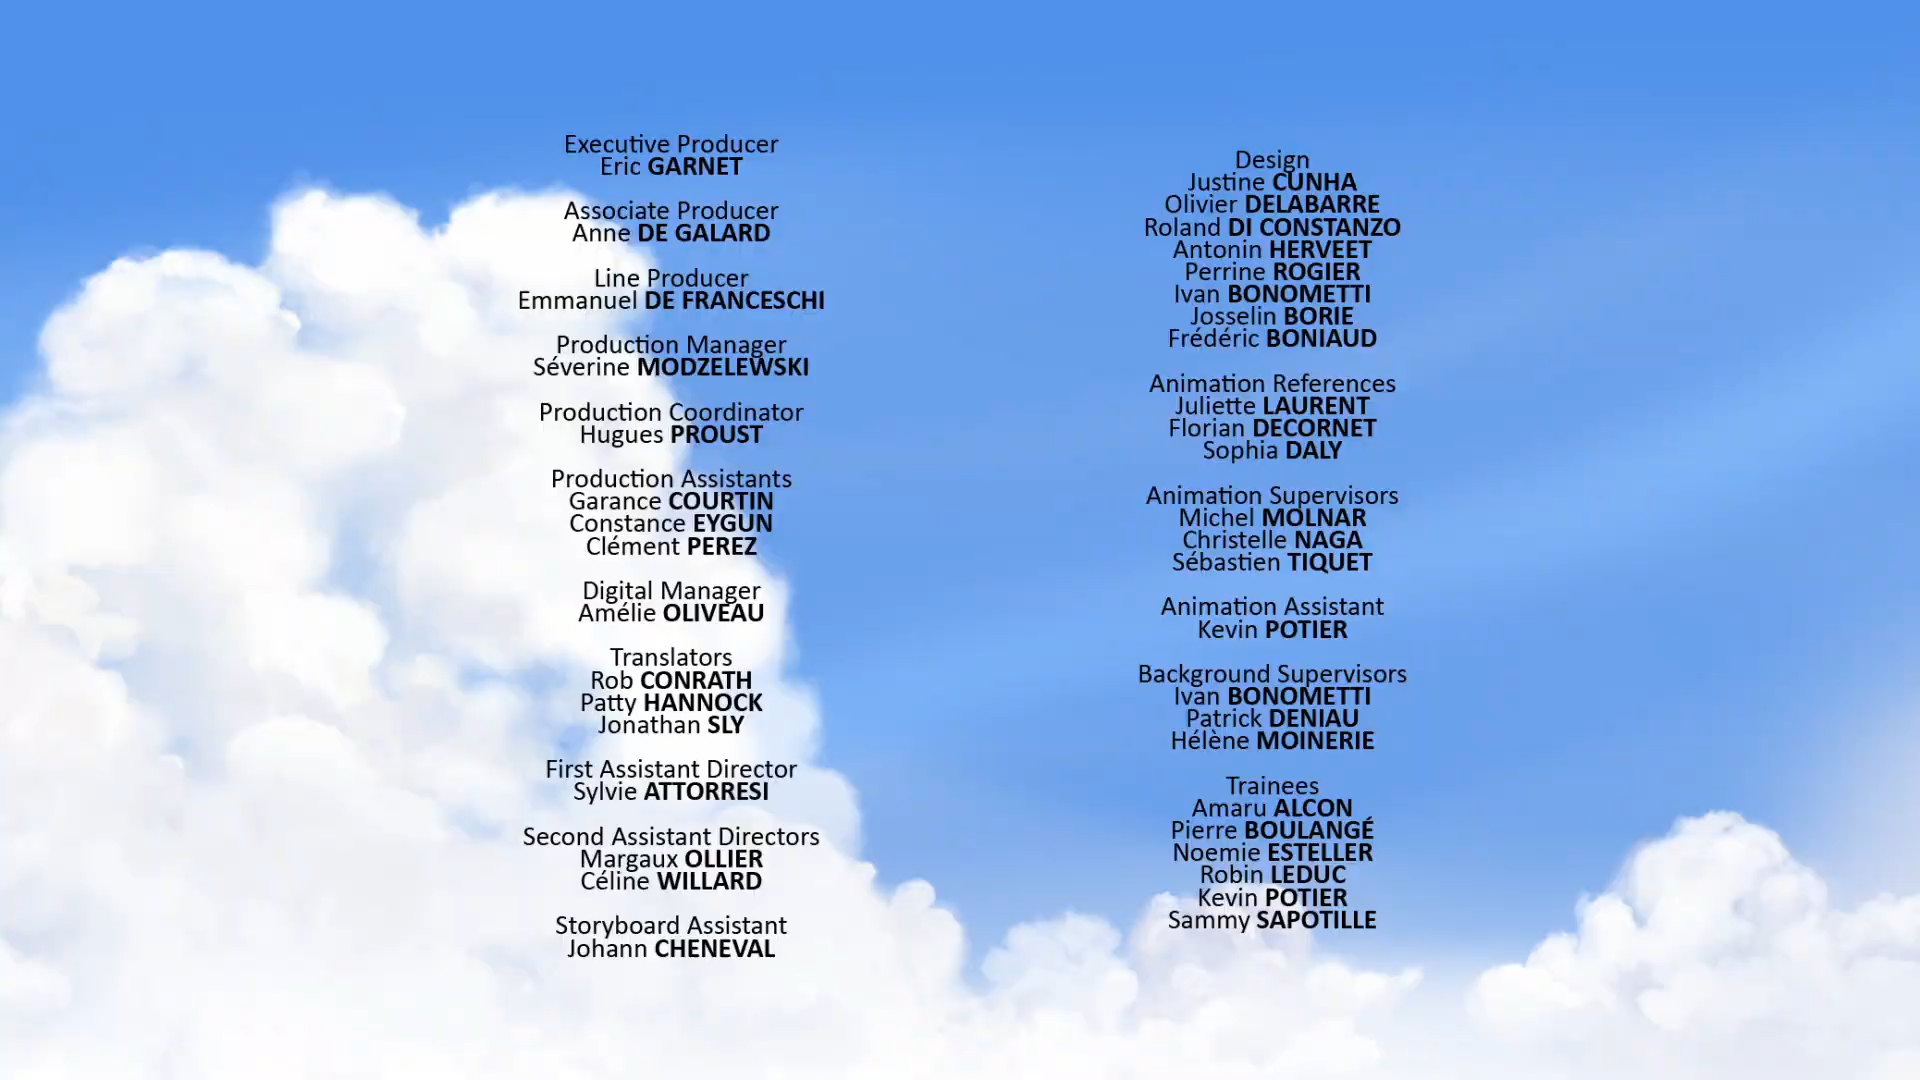 Executive Producer
Eric GARNET
Associate Producer
Anne DE GALARD
Line Producer
Emmanuel DE FRANCESCHI
Production Manager
Séverine MODZELEWSKI
Production Coordinator
Hugues PROUST
Production Assistants
Garance COURTIN
Constance EYGUN
Clément PEREZ
Digital Manager
Amélie OLIVEAU
Translators
Rob CONRATH
Patty HANNOCK
Jonathan SLY
First Assistant Director
Sylvie ATTORRESI
Second Assistant Directors
Margaux OLLIER
Céline WILLARD
Storyboard Assistant
Johann CHENEVAL
Design
Justine CUNHA
Olivier DELABARRE
Roland DI CONSTANZO
Antonin HERVEET
Perrine ROGIER
Ivan BONOMETTI
Josselin BORIE
Frédéric BONIAUD
Animation References
Juliette LAURENT
Florian DECORNET
Sophia DALY
Animation Supervisors
Michel MOLNAR
Christelle NAGA
Sébastien TIQUET
Animation Assistant
Kevin POTIER
Background Supervisors
Ivan BONOMETTI
Patrick DENIAU
Hélène MOINERIE
Trainees
Amaru ALCON
Pierre BOULANGÉ
Noemie ESTELLER
Robin LEDUC
Kevin POTIER
Sammy SAPOTILLE